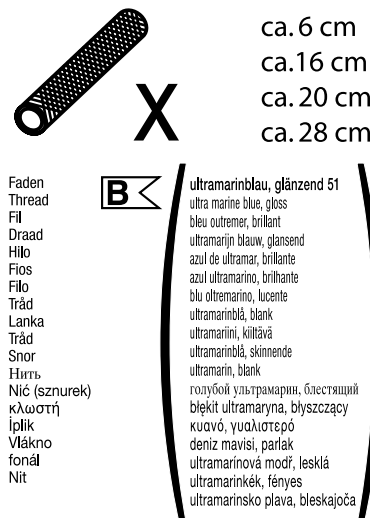 X
ca. 6 cm
ca. 16 cm
ca. 20 cm
ca. 28 cm
Faden
Thread
Fil
Draad
Hilo
Fios
Filo
Tråd
Lanka
Tråd
Snor
Нить
Nić (sznurek)
κλωστή
İplik
Vlákno
fonál
Nit
B
ultramarinblau, glänzend 51
ultra marine blue, gloss
bleu outremer, brillant
ultramarijn blauw, glansend
azul de ultramar, brillante
azul ultramarino, brilhante
blu oltremarino, lucente
ultramarinblå, blank
ultramariini, kiiltävä
ultramarinblå, skinnende
ultramarin, blank
голубой ультрамарин, блестящий
błękit ultramaryna, błyszczący
κυανό, γυαλιστερό
deniz mavisi, parlak
ultramarínová modř, lesklá
ultramarinkék, fényes
ultramarinsko plava, bleskajoča